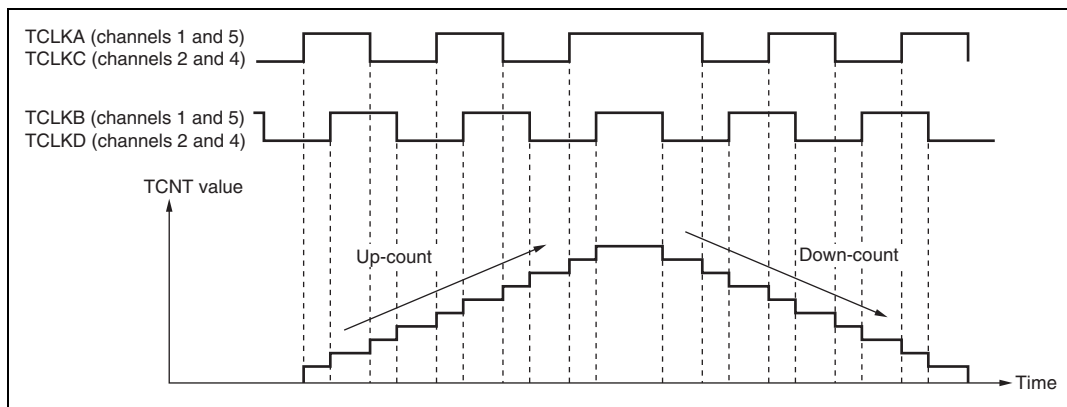 TCLKA (channels 1 and 5)
TCLKC (channels 2 and 4)
TCLKB (channels 1 and 5)
TCLKD (channels 2 and 4)
TCNT value
Up-count
Down-count
Time